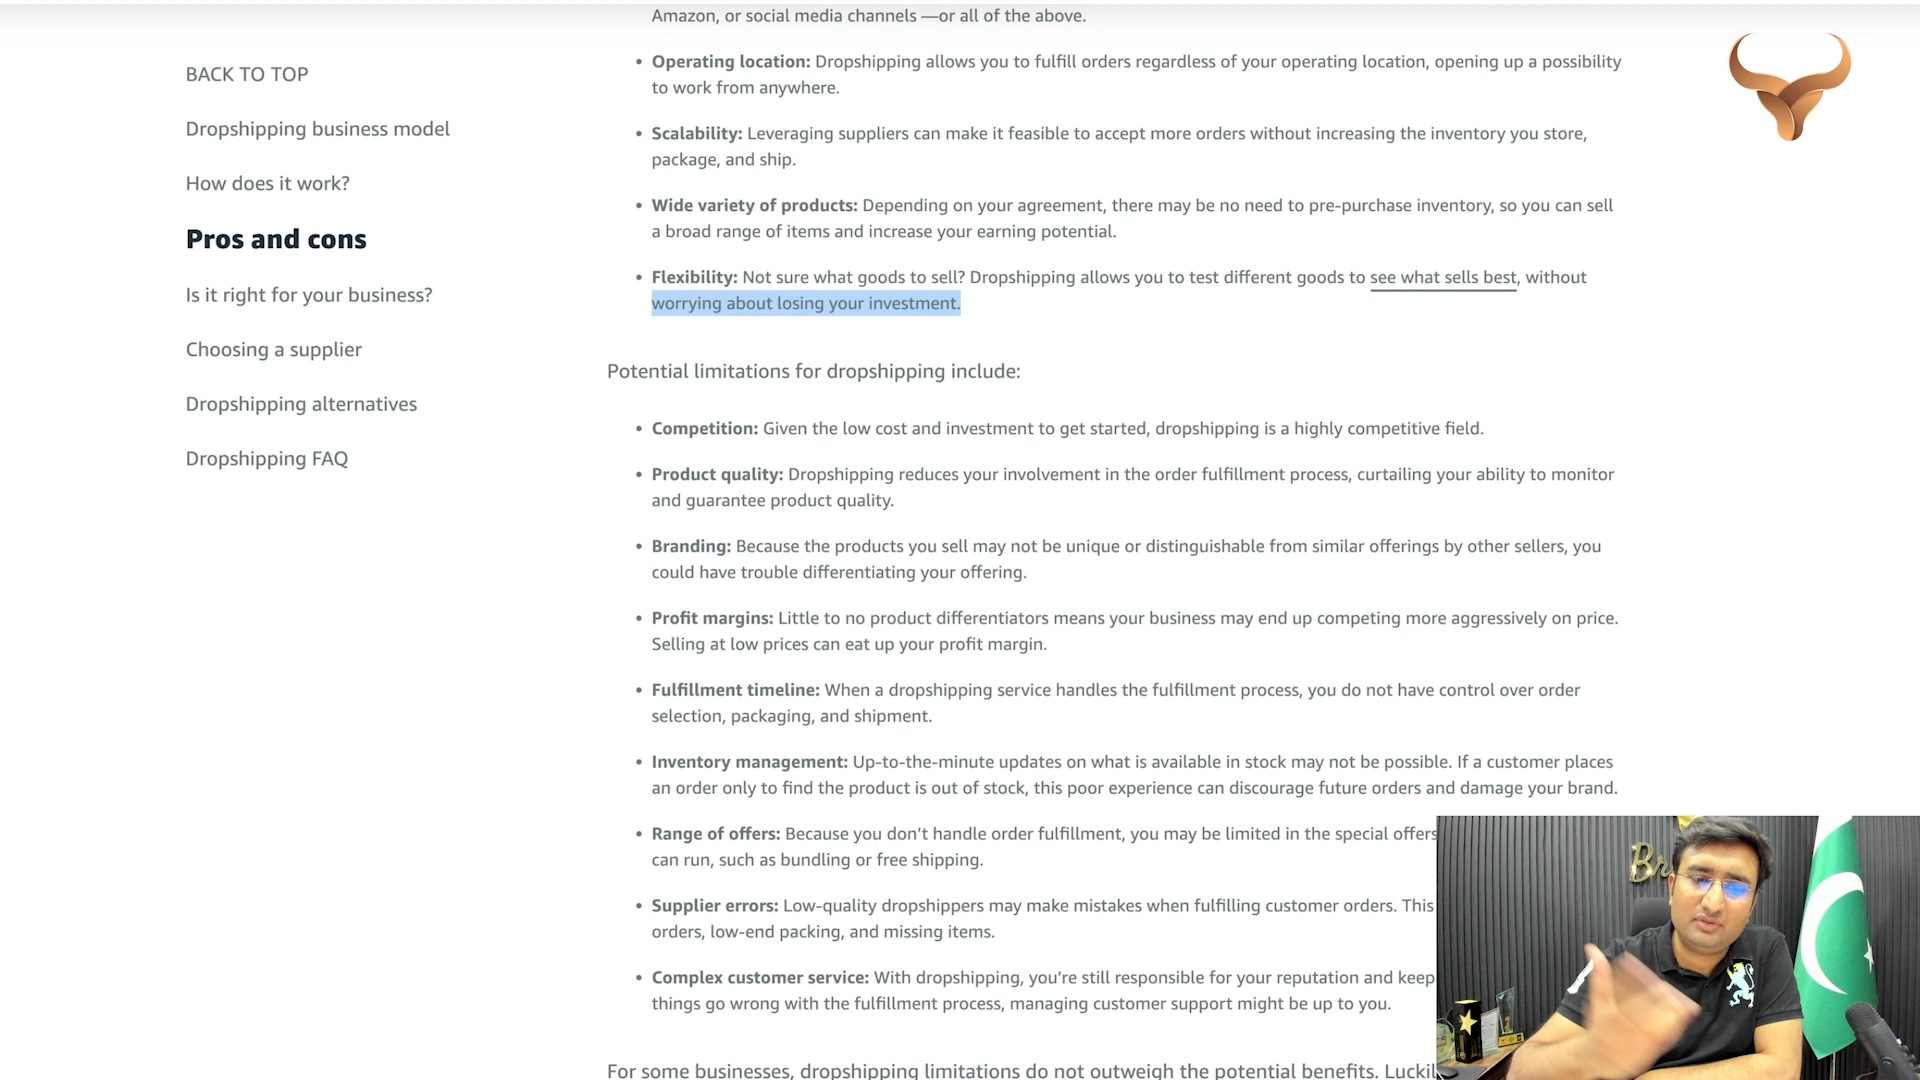 Amazon, or social media channels —or all of the above.
BACK TO TOP
Dropshipping business model
How does it work?
Pros and cons
Is it right for your business?
Choosing a supplier
Dropshipping alternatives
Dropshipping FAQ
• Operating location: Dropshipping allows you to fulfill orders regardless of your operating location, opening up a possibility
to work from anywhere.
• Scalability: Leveraging suppliers can make it feasible to accept more orders without increasing the inventory you store,
package, and ship.
• Wide variety of products: Depending on your agreement, there may be no need to pre-purchase inventory, so you can sell
a broad range of items and increase your earning potential.
• Flexibility: Not sure what goods to sell? Dropshipping allows you to test different goods to see what sells best, without
worrying about losing your investment.
Potential limitations for dropshipping include:
• Competition: Given the low cost and investment to get started, dropshipping is a highly competitive field.
• Product quality: Dropshipping reduces your involvement in the order fulfillment process, curtailing your ability to monitor
and guarantee product quality.
• Branding: Because the products you sell may not be unique or distinguishable from similar offerings by other sellers, you
could have trouble differentiating your offering.
• Profit margins: Little to no product differentiators means your business may end up competing more aggressively on price.
Selling at low prices can eat up your profit margin.
• Fulfillment timeline: When a dropshipping service handles the fulfillment process, you do not have control over order
selection, packaging, and shipment.
• Inventory management: Up-to-the-minute updates on what is available in stock may not be possible. If a customer places
an order only to find the product is out of stock, this poor experience can discourage future orders and damage your brand.
• Range of offers: Because you don’t handle order fulfillment, you may be limited in the special offers
can run, such as bundling or free shipping.
• Supplier errors: Low-quality dropshippers may make mistakes when fulfilling customer orders. This
orders, low-end packing, and missing items.
• Complex customer service: With dropshipping, you’re still responsible for your reputation and keep
things go wrong with the fulfillment process, managing customer support might be up to you.
For some businesses, dropshipping limitations do not outweigh the potential benefits. Luckil
Br